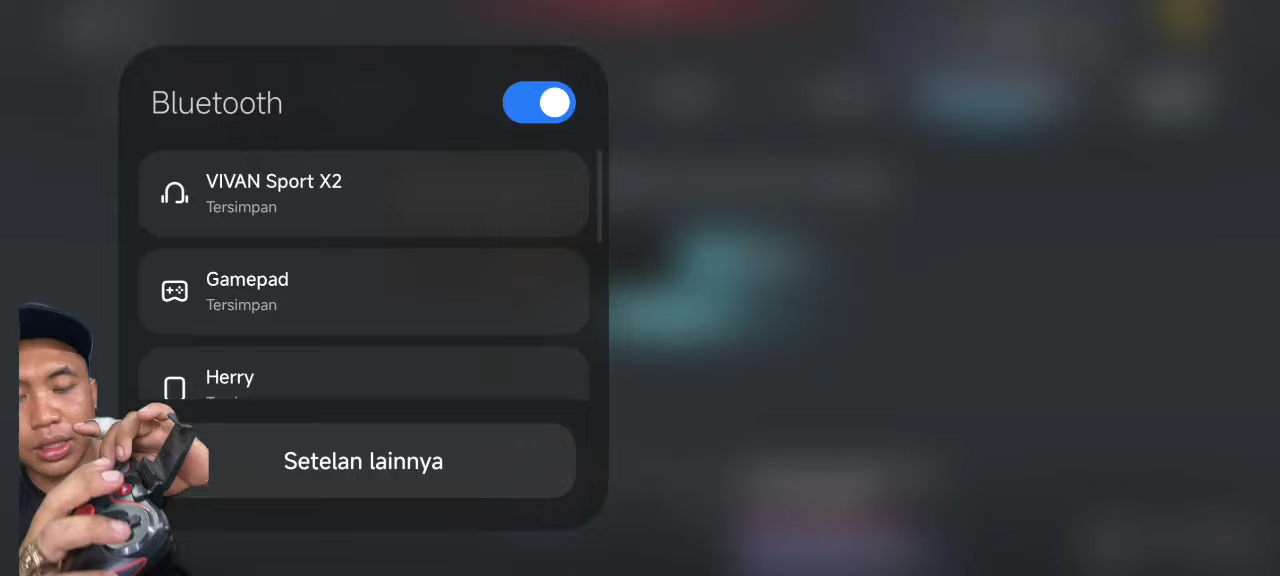 Bluetooth
VIVAN Sport X2
Tersimpan
Gamepad
Tersimpan
Herry
Setelan lainnya